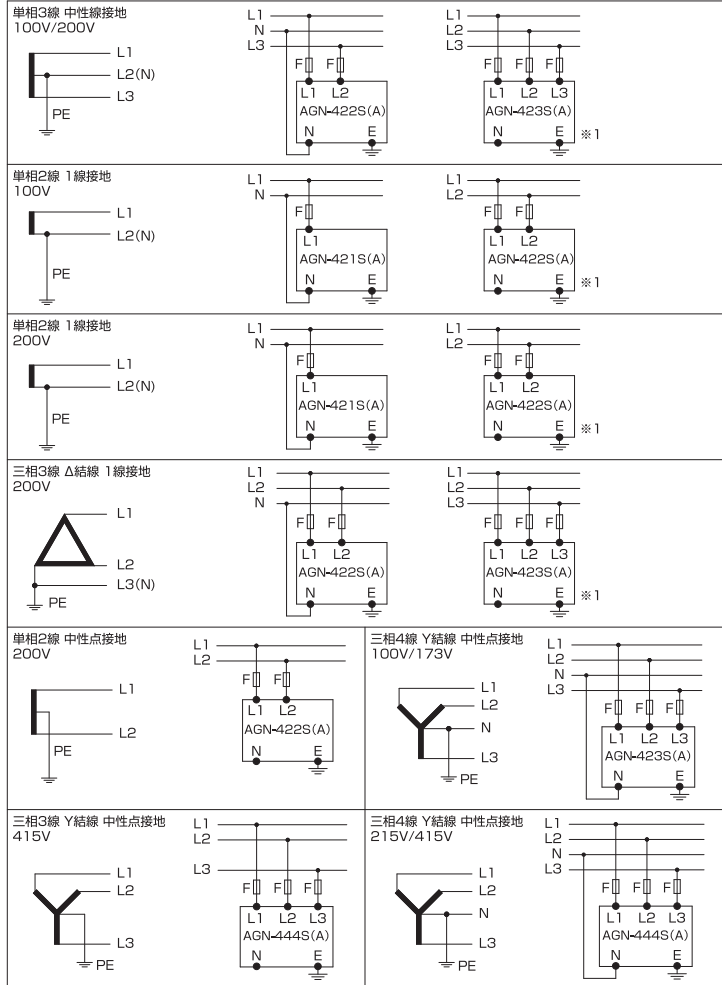 単相3線 中性線接地
100V/200V
L1
L2(N)
L3
PE
L1
N
L3
F
F
L1 L2
AGN-422S(A)
N E
L1
L2
L3
F
F
F
L1 L2 L3
AGN-423S(A)
N E
※1
単相2線 1線接地
100V
L1
L2(N)
PE
L1
N
F
L1
AGN-421S(A)
N E
L1
L2
F
F
L1 L2
AGN-422S(A)
N E
※1
単相2線 1線接地
200V
L1
L2(N)
PE
L1
N
F
L1
AGN-421S(A)
N E
L1
L2
F
F
L1 L2
AGN-422S(A)
N E
※1
三相3線 Δ結線 1線接地
200V
L1
L2
L3(N)
PE
L1
L2
N
F
F
L1 L2
AGN-422S(A)
N E
L1
L2
L3
F
F
F
L1 L2 L3
AGN-423S(A)
N E
※1
単相2線 中性点接地
200V
L1
L2
PE
L1
L2
F
F
L1 L2
AGN-422S(A)
N E
三相4線 Y結線 中性点接地
100V/173V
L1
L2
N
L3
PE
L1
L2
N
L3
F
F
F
L1 L2 L3
AGN-423S(A)
N E
三相3線 Y結線 中性点接地
415V
L1
L2
L3
PE
L1
L2
L3
F
F
F
L1 L2 L3
AGN-444S(A)
N E
三相4線 Y結線 中性点接地
215V/415V
L1
L2
N
L3
PE
L1
L2
N
L3
F
F
F
L1 L2 L3
AGN-444S(A)
N E